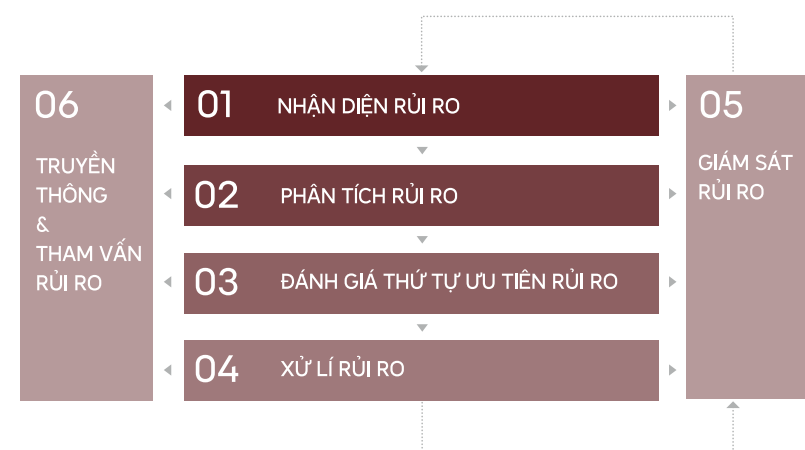 06
TRUYỀN
THÔNG
&
THAM VẤN
RỦI RO
01 NHẬN DIỆN RỦI RO
02 PHÂN TÍCH RỦI RO
03 ĐÁNH GIÁ THỨ TỰ ƯU TIÊN RỦI RO
04 XỬ LÍ RỦI RO
05
GIÁM SÁT
RỦI RO